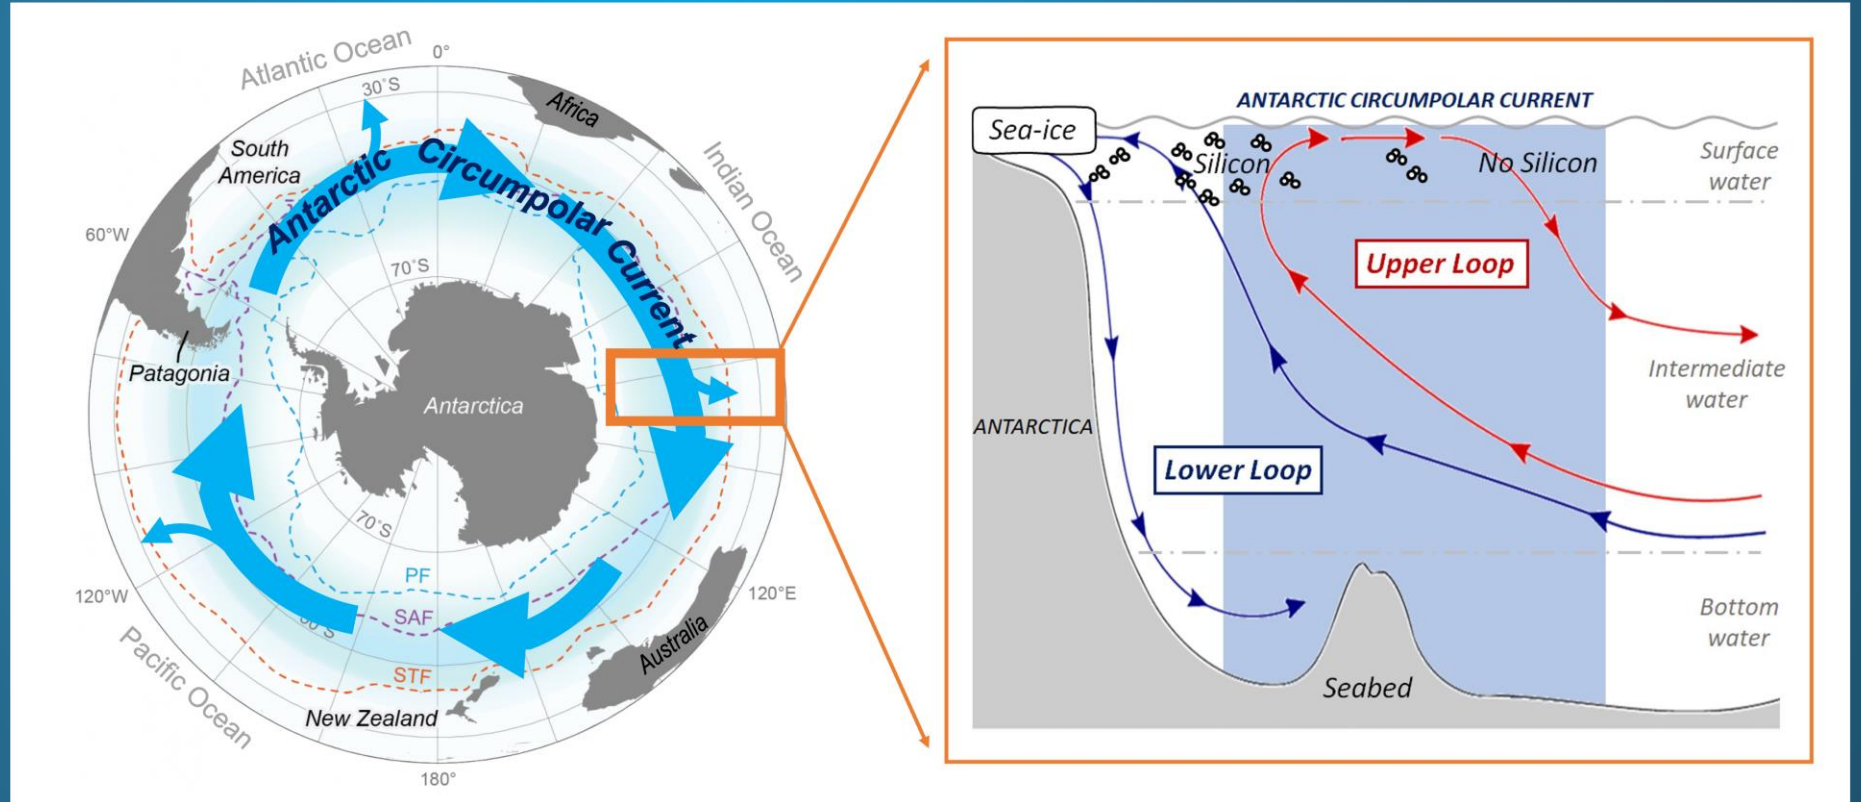 Atlantic Ocean
0°
30°S
Africa
South
America
Antarctic Circumpolar Current
Indian Ocean
60°W
70°S
Patagonia
Antarctica
70°S
PF
SAF
STF
120°W
120°E
Australia
Pacific Ocean
New Zealand
180°
ANTARCTIC CIRCUMPOLAR CURRENT
Sea-ice
Silicon
No Silicon
Surface
water
Upper Loop
Intermediate
water
ANTARCTICA
Lower Loop
Bottom
water
Seabed